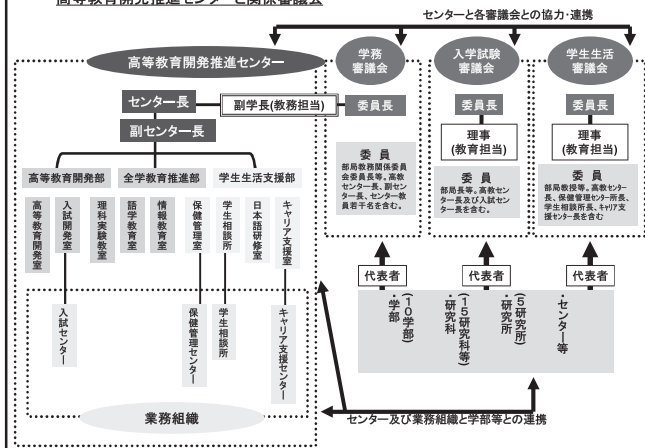 高等教育開発推進センターと関係審議会
センターと各審議会との協力・連携
高等教育開発推進センター
学務
審議会
入学試験
審議会
学生生活
審議会
センター長
副学長(教務担当)
委員長
委員長
委員長
副センター長
理事
(教育担当)
理事
(教育担当)
委 員
部局教務関係委員
会委員長等。高教
センター長、副セン
ター長、センター教
員若干名を含む。
委 員
部局長等。高教セン
ター長及び入試セン
ター長を含む。
委 員
部局教授等。高教センター
長、保健管理センター所長、
学生相談所長、キャリア支
援センター長を含む
高等教育開発部
全学教育推進部
学生生活支援部
高等教育開発室
入試開発室
理科実験教室
語学教育室
情報教育室
保健管理室
学生相談所
日本語研修室
キャリア支援室
代表者
代表者
代表者
・学部
(10学部)
・研究科
(15研究科等)
・研究所
(5研究所)
・センター等
入試センター
保健管理センター
学生相談所
キャリア支援センター
業務組織
センター及び業務組織と学部等との連携